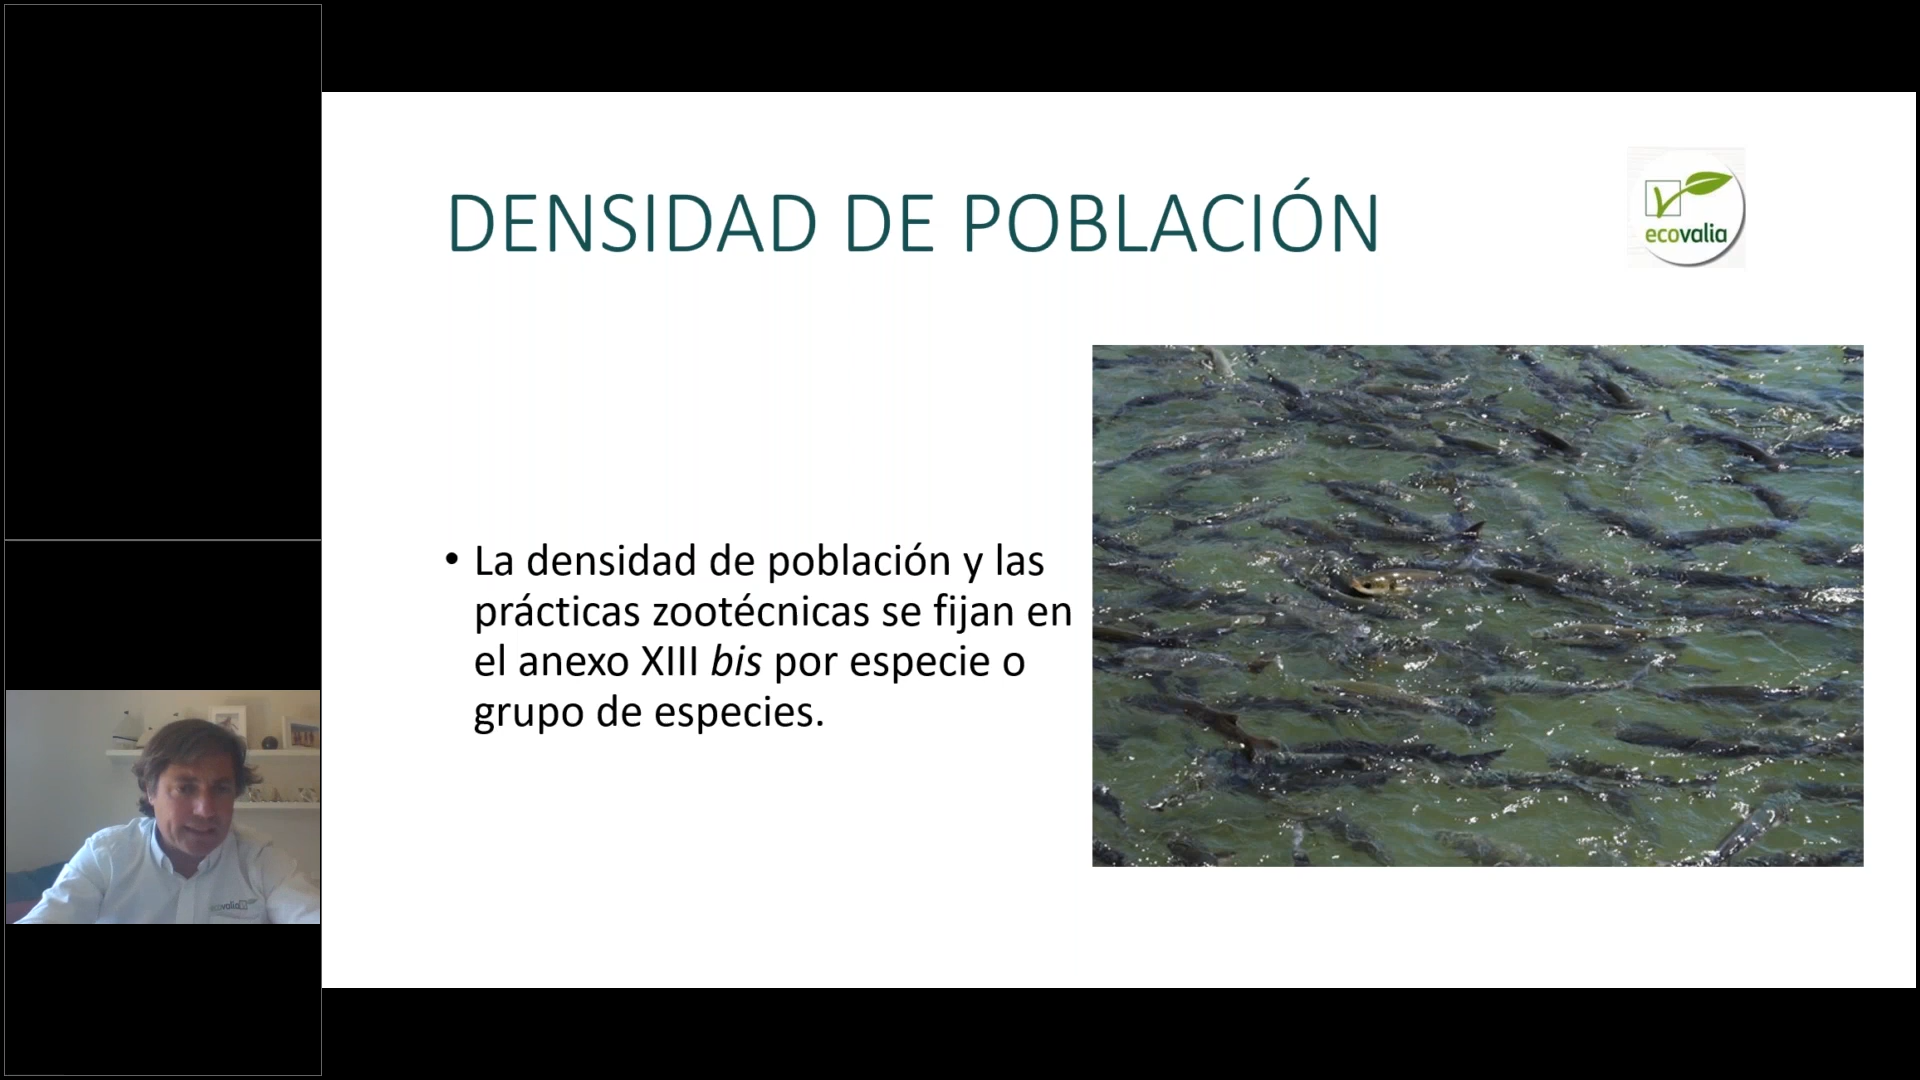 DENSIDAD DE POBLACIÓN
ecovalia
• La densidad de población y las
prácticas zootécnicas se fijan en
el anexo XIII bis por especie o
grupo de especies.
ecovalia